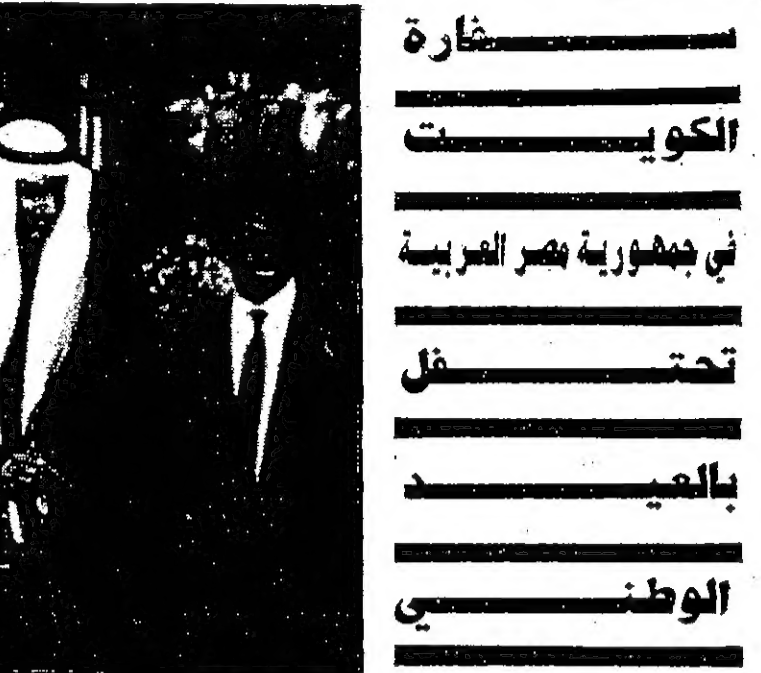 سفارة
الكويت
في جمهورية مصر العربية
تحتفل
بالعيد
الوطني